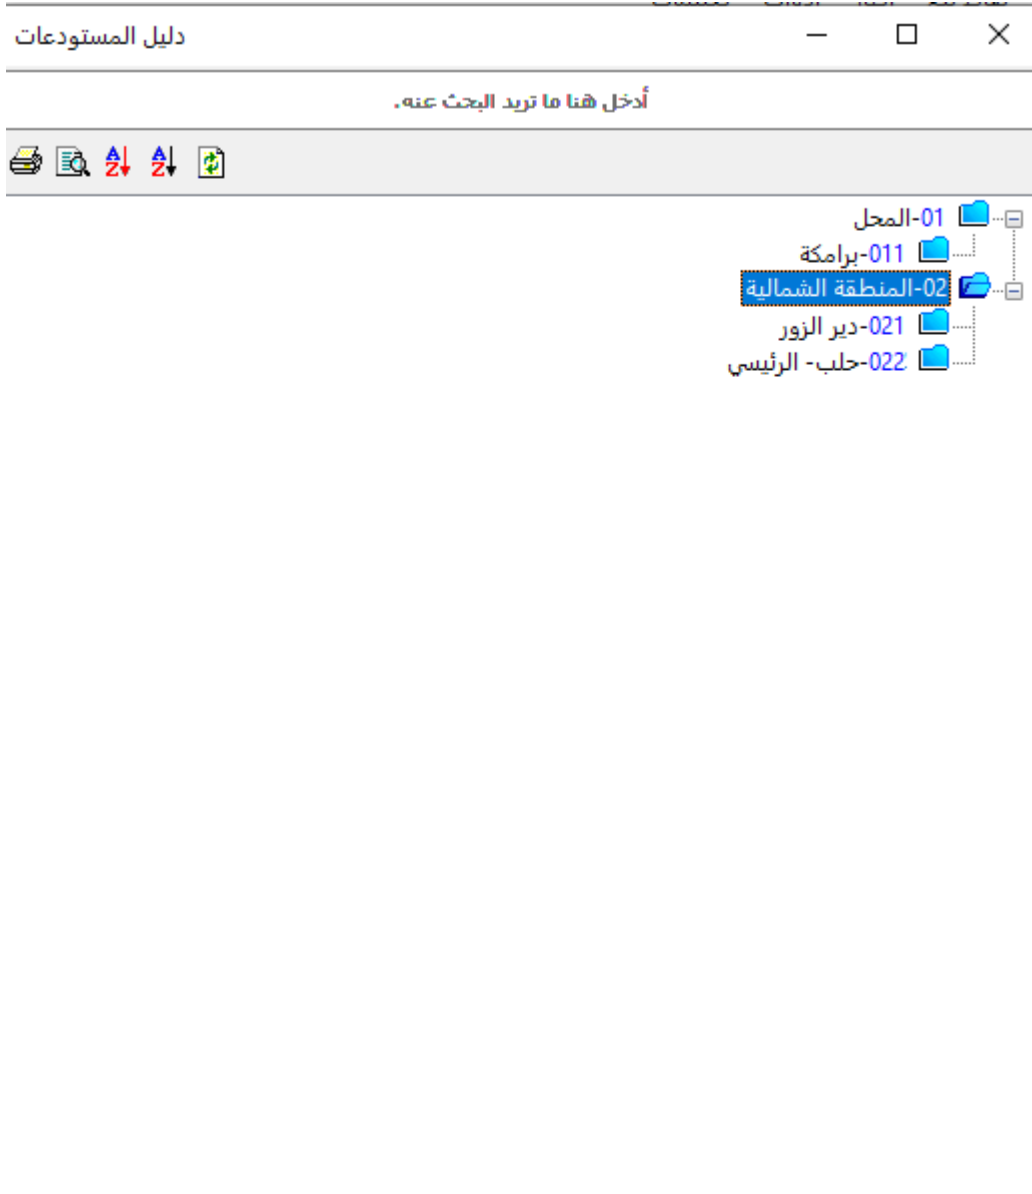 دليل المستودعات
أدخل هنا ما تريد البحث عنه.
01-المحل
011-برامكة
02-المنطقة الشمالية
021-دير الزور
022-حلب- الرئيسي